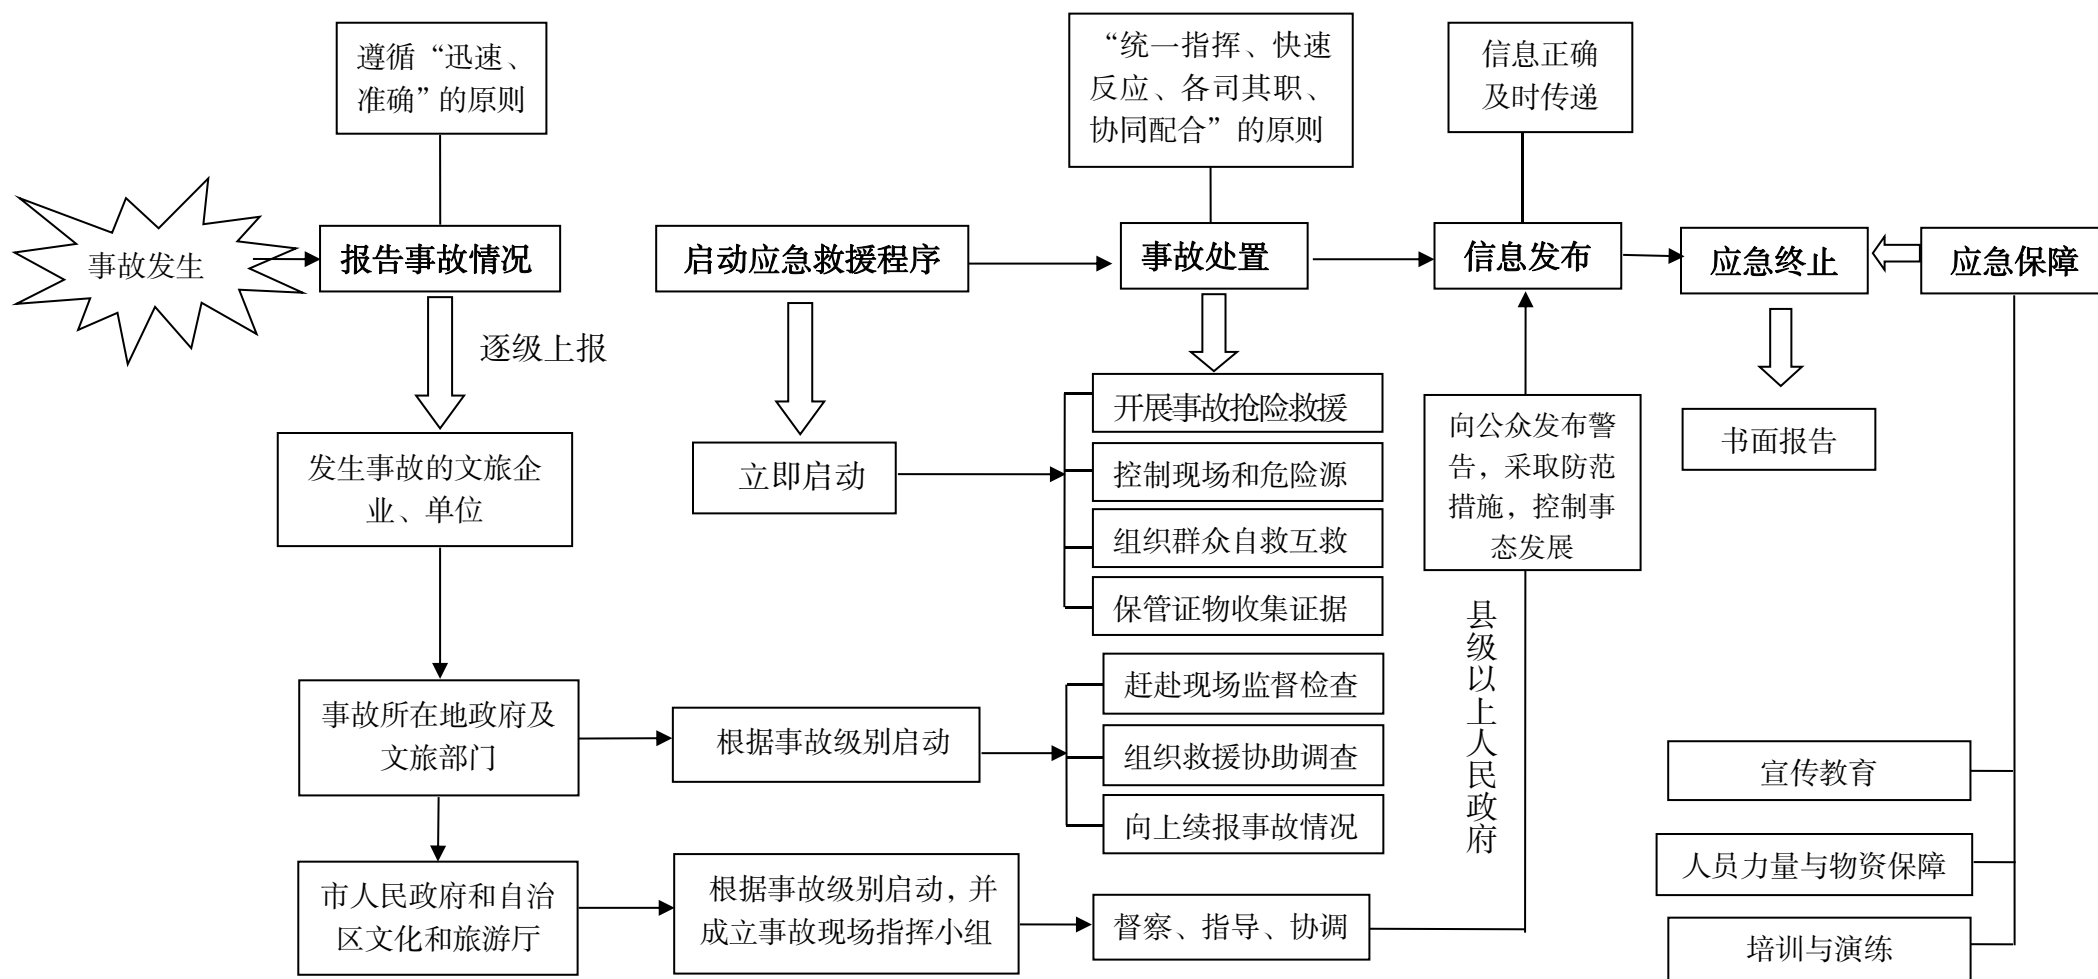 遵循“迅速、
准确”的原则
“统一指挥、快速
反应、各司其职、
协同配合”的原则
信息正确
及时传递
事故发生
报告事故情况
启动应急救援程序
事故处置
信息发布
应急终止
应急保障
逐级上报
发生事故的文旅企
业、单位
立即启动
开展事故抢险救援
控制现场和危险源
组织群众自救互救
保管证物收集证据
向公众发布警
告，采取防范
措施，控制事
态发展
书面报告
县级以上人民政府
事故所在地政府及
文旅部门
根据事故级别启动
赶赴现场监督检查
组织救援协助调查
向上续报事故情况
宣传教育
人员力量与物资保障
培训与演练
市人民政府和自治
区文化和旅游厅
根据事故级别启动，并
成立事故现场指挥小组
督察、指导、协调